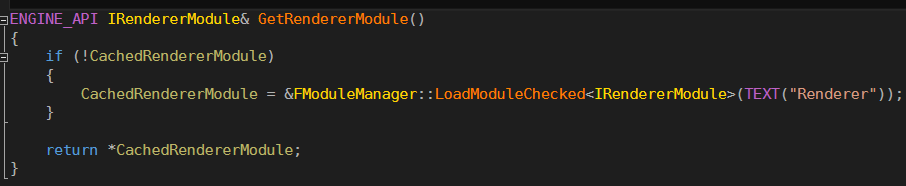 ENGINE_API IRendererModule& GetRendererModule()
{
    if (!CachedRendererModule)
    {
        CachedRendererModule = &FModuleManager::LoadModuleChecked<IRendererModule>(TEXT("Renderer"));
    }

    return *CachedRendererModule;
}